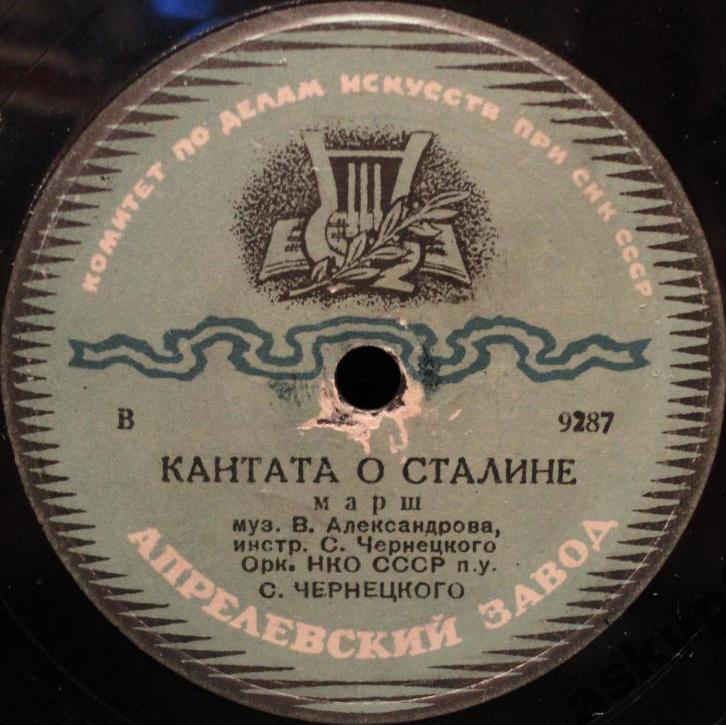 КОМИТЕТ ПО ДЕЛАМ ИСКУССТВ ПРИ СНК СССР
В 9287
КАНТАТА О СТАЛИНЕ
марш
муз. В. Александрова,
инстр. С. Чернецкого
Орк. НКО СССР п.у.
С. ЧЕРНЕЦКОГО
АПРЕЛЕВСКИЙ ЗАВОД